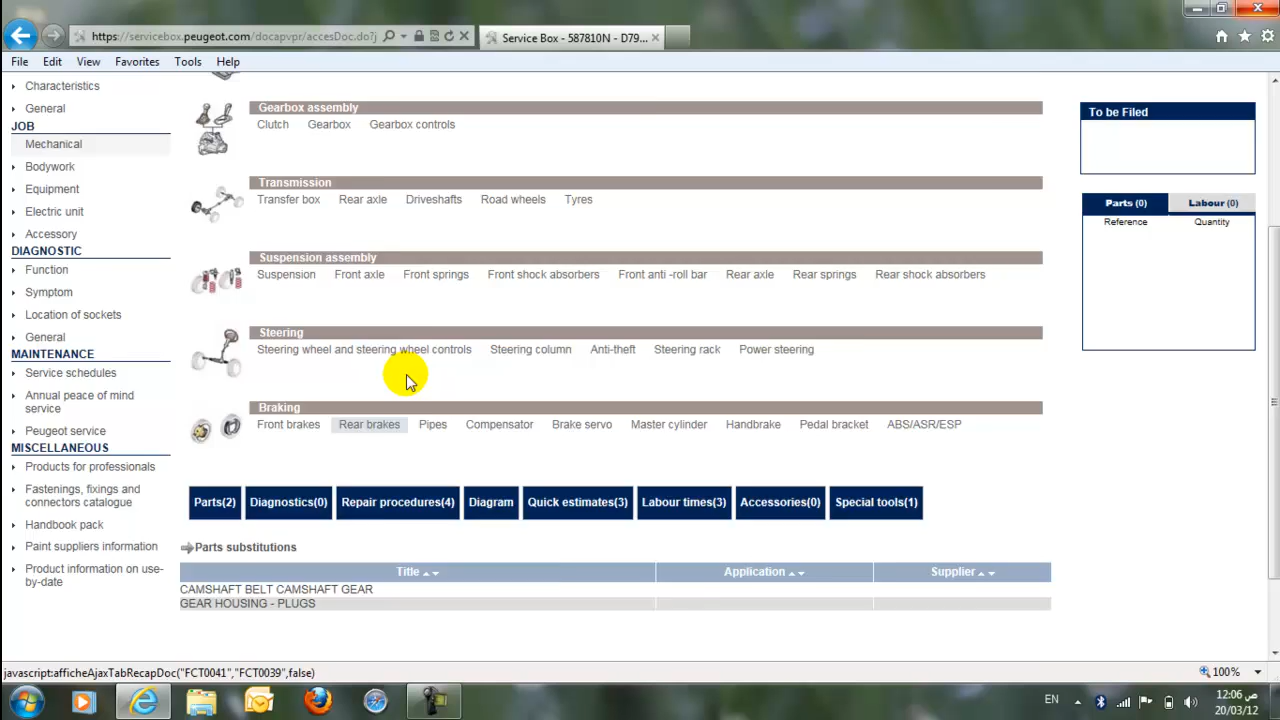 https://servicebox.peugeot.com/docapvpr/accesDoc.do?j
Service Box - 587810N - D79...
File Edit View Favorites Tools Help
Characteristics
General
JOB
Mechanical
Bodywork
Equipment
Electric unit
Accessory
DIAGNOSTIC
Function
Symptom
Location of sockets
General
MAINTENANCE
Service schedules
Annual peace of mind
service
Peugeot service
MISCELLANEOUS
Products for professionals
Fastenings, fixings and
connectors catalogue
Handbook pack
Paint suppliers information
Product information on use-
by-date
Gearbox assembly
Clutch Gearbox Gearbox controls
Transmission
Transfer box Rear axle Driveshafts Road wheels Tyres
Suspension assembly
Suspension Front axle Front springs Front shock absorbers Front anti -roll bar Rear axle Rear springs Rear shock absorbers
Steering
Steering wheel and steering wheel controls Steering column Anti-theft Steering rack Power steering
Braking
Front brakes Rear brakes Pipes Compensator Brake servo Master cylinder Handbrake Pedal bracket ABS/ASR/ESP
Parts(2) Diagnostics(0) Repair procedures(4) Diagram Quick estimates(3) Labour times(3) Accessories(0) Special tools(1)
Parts substitutions
Title Application Supplier
CAMSHAFT BELT CAMSHAFT GEAR
GEAR HOUSING - PLUGS
To be Filed
Parts (0) Labour (0)
Reference Quantity
javascript:afficheAjaxTabRecapDoc("FCT0041","FCT0039",false)
100%
EN
12:06 ص
20/03/12